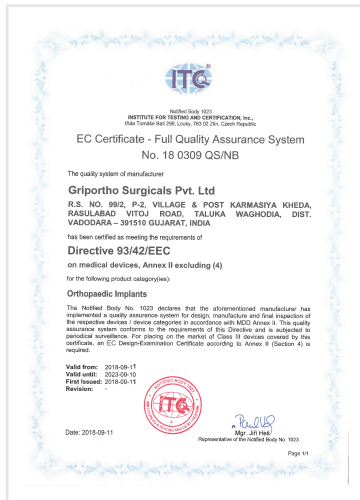 ITC®
Notified Body 1023
INSTITUTE FOR TESTING AND CERTIFICATION, Inc.,
třída Tomáše Bati 299, Louky, 763 02 Zlín, Czech Republic
EC Certificate - Full Quality Assurance System
No. 18 0309 QS/NB
The quality system of manufacturer
Griportho Surgicals Pvt. Ltd
R.S. NO. 99/2, P-2, VILLAGE & POST KARMASIYA KHEDA,
RASULABAD VITOJ ROAD, TALUKA WAGHODIA, DIST.
VADODARA – 391510 GUJARAT, INDIA
has been certified as meeting the requirements of
Directive 93/42/EEC
on medical devices, Annex II excluding (4)
for the following product category(ies):
Orthopaedic Implants
The Notified Body No. 1023 declares that the aforementioned manufacturer has
implemented a quality assurance system for design, manufacture and final inspection of
the respective devices / device categories in accordance with MDD Annex II. This quality
assurance system conforms to the requirements of this Directive and is subjected to
periodical surveillance. For placing on the market of Class III devices covered by this
certificate, an EC Design-Examination Certificate according to Annex II (Section 4) is
required.
Valid from: 2018-09-11
Valid until: 2023-09-10
First Issued: 2018-09-11
Revision: -
NOTIFIED BODY 1023
ITC
INSTITUTE FOR TESTING AND CERTIFICATION
Date: 2018-09-11
Mgr. Jiří Heš
Representative of the Notified Body No. 1023
Page 1/1